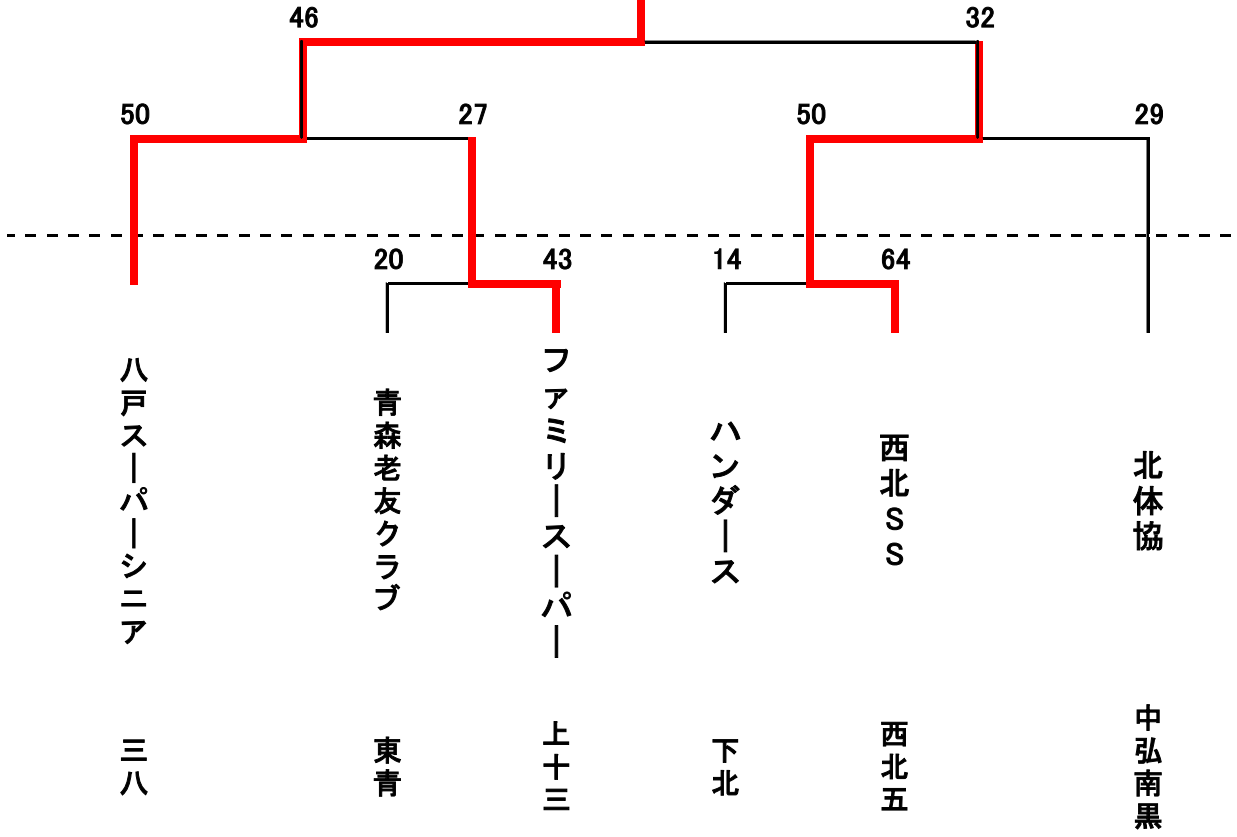 46 32
50 27 50 29
20 43 14 64
八戸スーパーシニア
青森老友クラブ
ファミリースーパー
ハンダース
西北ＳＳ
北体協
三八
東青
上十三
下北
西北五
中弘南黒